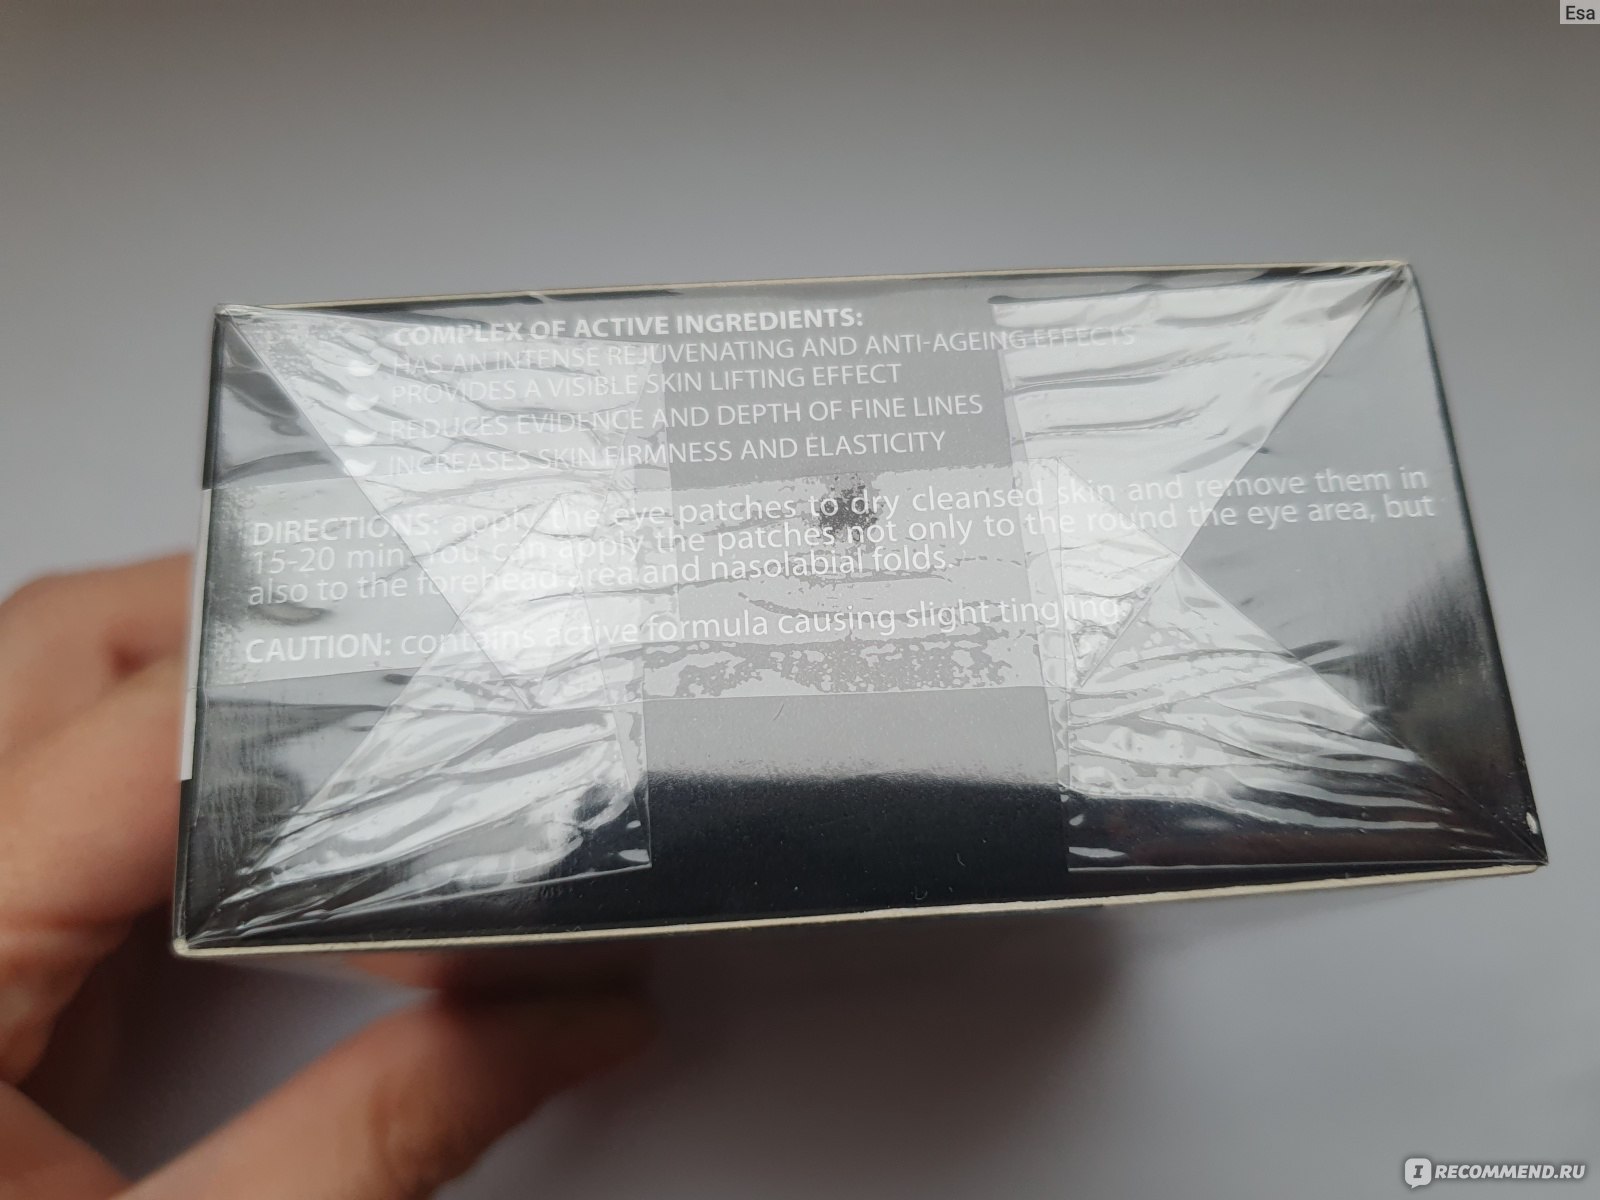 Esa
COMPLEX OF ACTIVE INGREDIENTS:
HAS AN INTENSE REJUVENATING AND ANTI-AGEING EFFECTS
PROVIDES A VISIBLE SKIN LIFTING EFFECT
REDUCES EVIDENCE AND DEPTH OF FINE LINES
INCREASES SKIN FIRMNESS AND ELASTICITY
DIRECTIONS: apply the eye patches to dry cleansed skin and remove them in
15-20 min. You can apply the patches not only to the round the eye area, but
also to the forehead area and nasolabial folds.
CAUTION: contains active formula causing slight tingling.
IRECOMMEND.RU